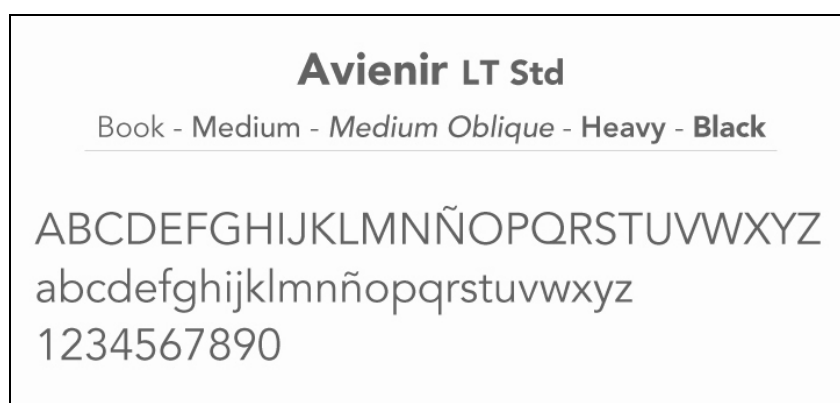 Avienir LT Std
Book - Medium - Medium Oblique - Heavy - Black
ABCDEFGHIJKLMNÑOPQRSTUVWXYZ
abcdefghijklmnñopqrstuvwxyz
1234567890